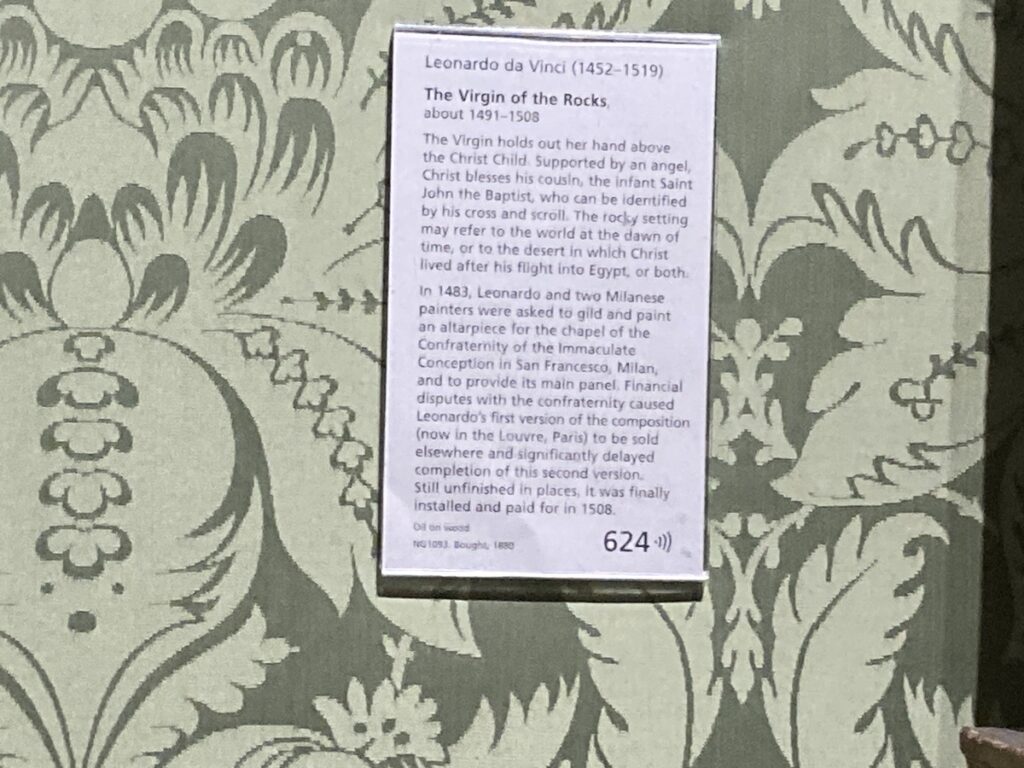 Leonardo da Vinci (1452–1519)
The Virgin of the Rocks,
about 1491–1508
The Virgin holds out her hand above
the Christ Child. Supported by an angel,
Christ blesses his cousin, the infant Saint
John the Baptist, who can be identified
by his cross and scroll. The rocky setting
may refer to the world at the dawn of
time, or to the desert in which Christ
lived after his flight into Egypt, or both.
In 1483, Leonardo and two Milanese
painters were asked to gild and paint
an altarpiece for the chapel of the
Confraternity of the Immaculate
Conception in San Francesco, Milan,
and to provide its main panel. Financial
disputes with the confraternity caused
Leonardo's first version of the composition
(now in the Louvre, Paris) to be sold
elsewhere and significantly delayed
completion of this second version.
Still unfinished in places, it was finally
installed and paid for in 1508.
Oil on wood
NG1093. Bought, 1880
624